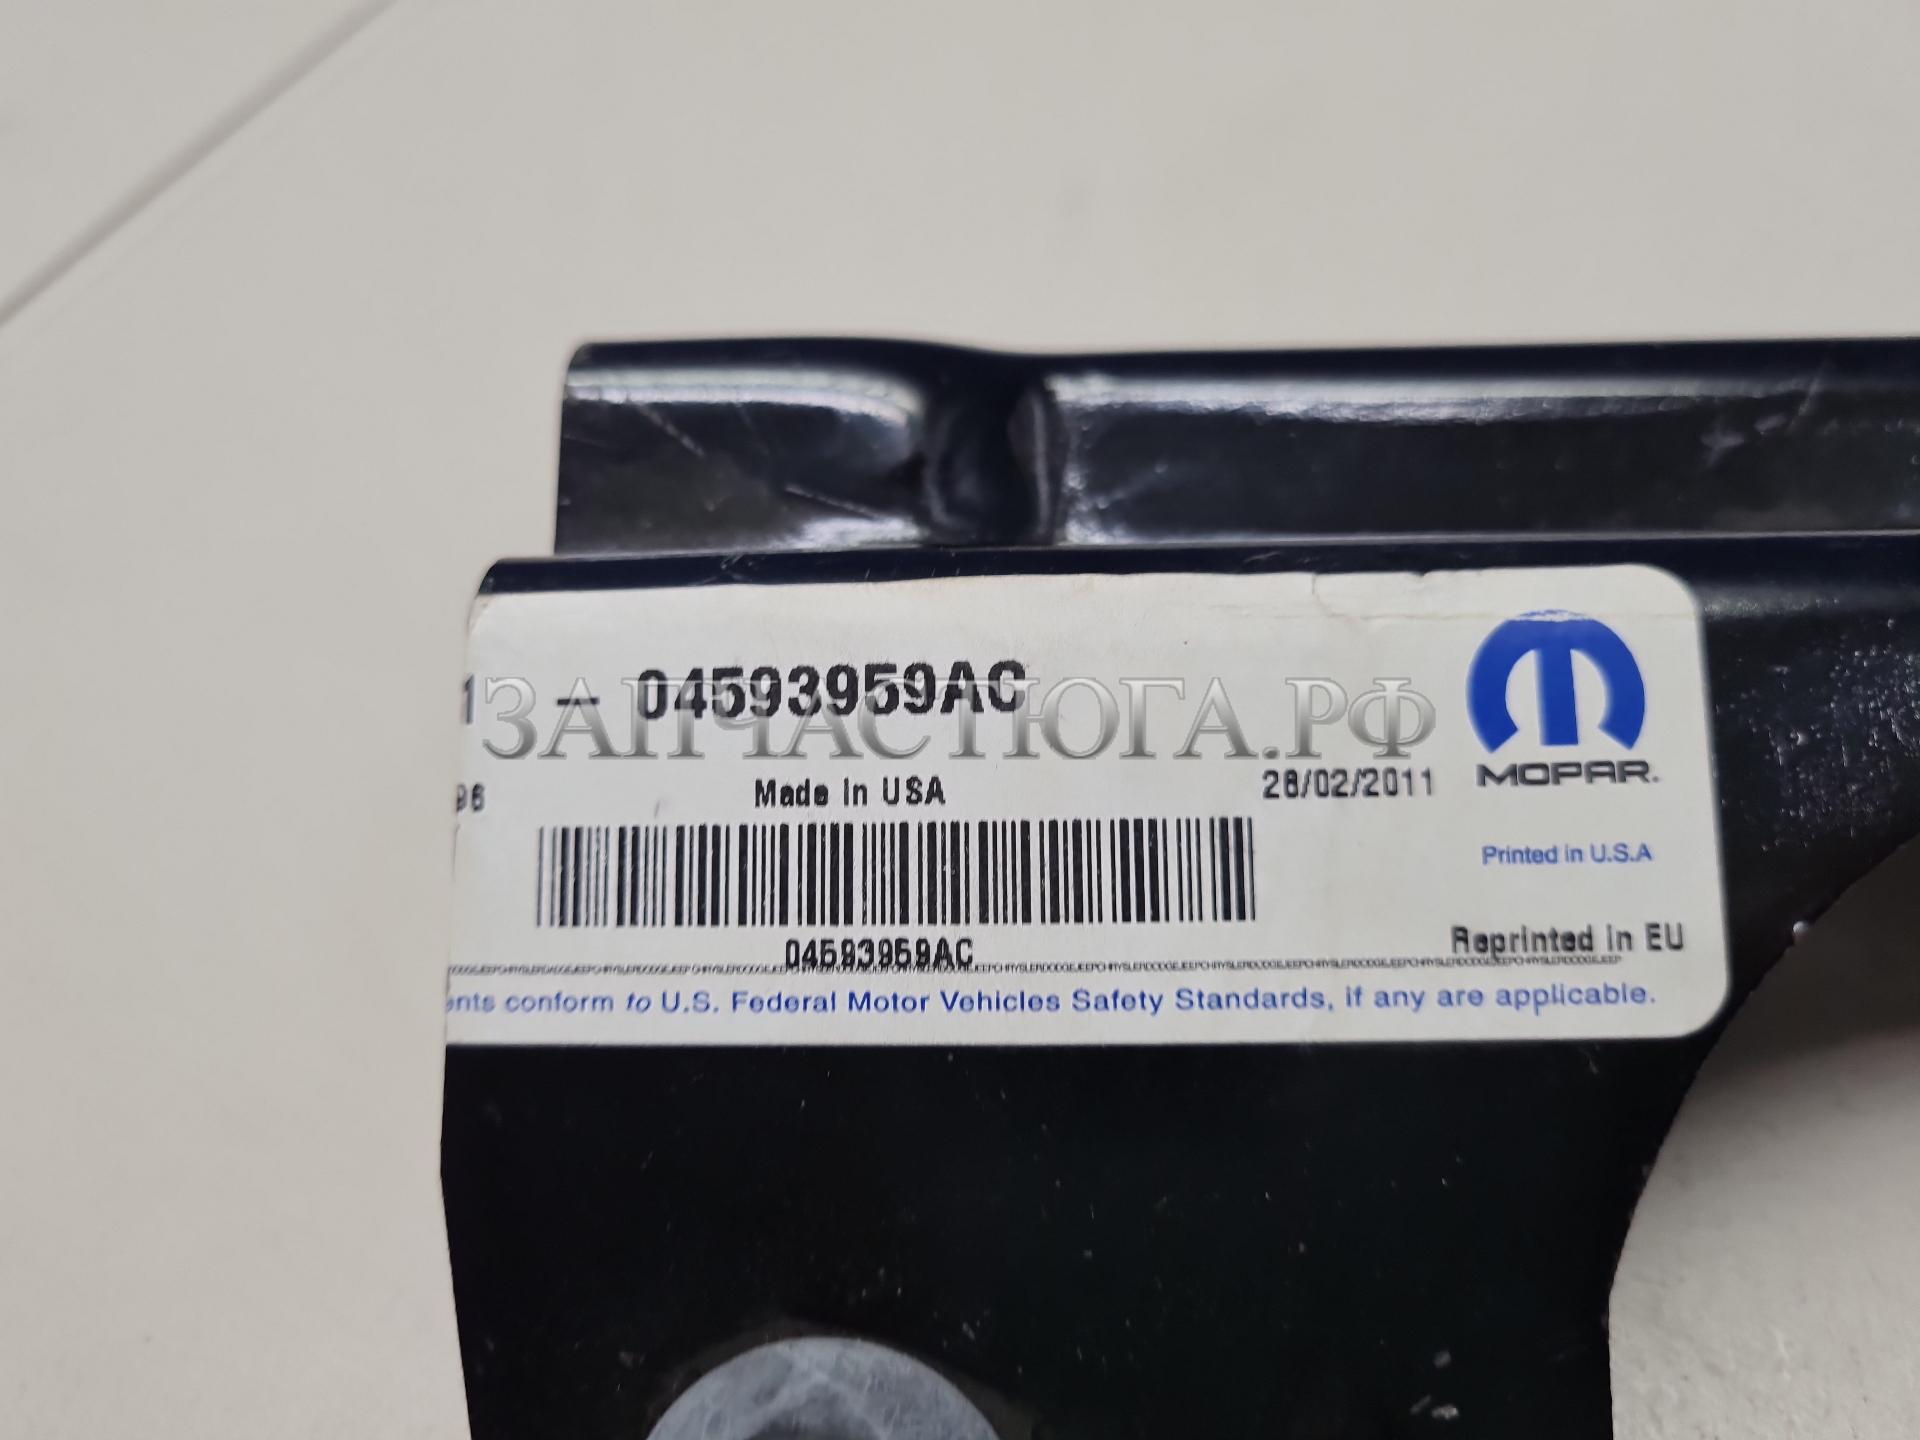 1 – 04593959AC
ЗАПЧАСТЮГА.РФ
96 Made in USA 28/02/2011
MOPAR.
Printed in U.S.A
04593959AC
Reprinted in EU
ents conform to U.S. Federal Motor Vehicles Safety Standards, if any are applicable.